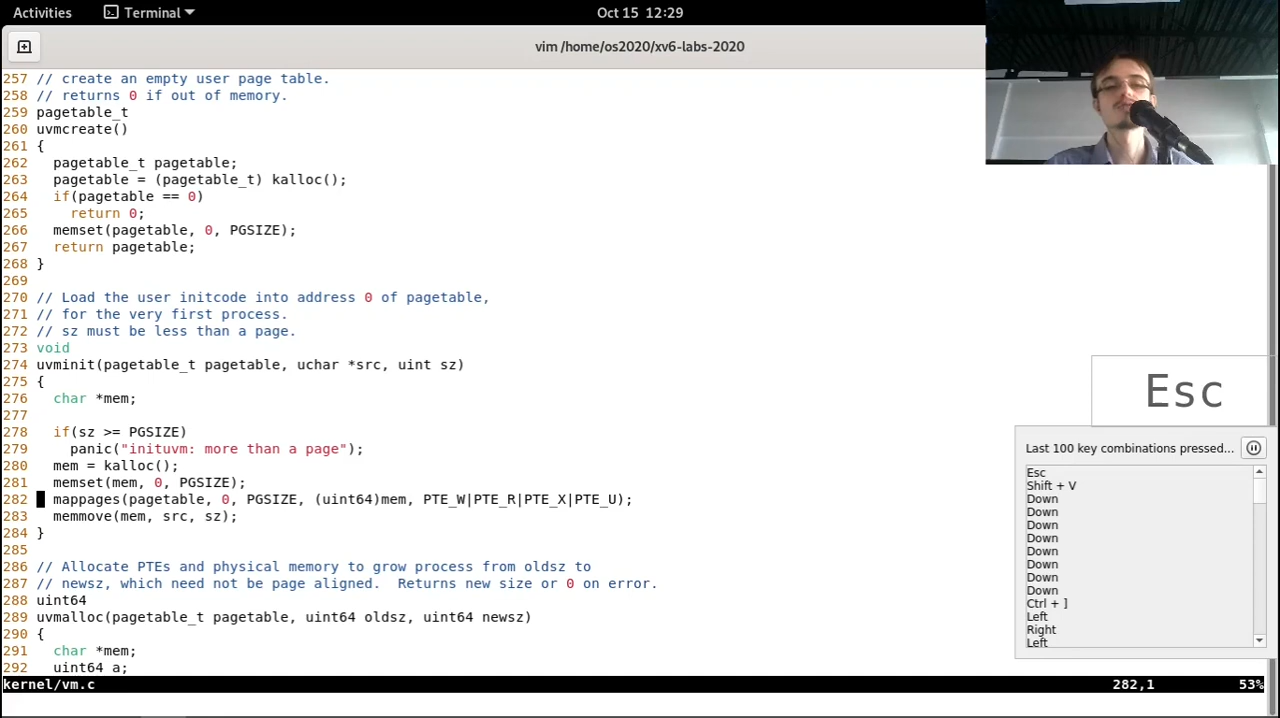 Activities Terminal Oct 15 12:29
vim /home/os2020/xv6-labs-2020
257 // create an empty user page table.
258 // returns 0 if out of memory.
259 pagetable_t
260 uvmcreate()
261 {
262   pagetable_t pagetable;
263   pagetable = (pagetable_t) kalloc();
264   if(pagetable == 0)
265     return 0;
266   memset(pagetable, 0, PGSIZE);
267   return pagetable;
268 }
269
270 // Load the user initcode into address 0 of pagetable,
271 // for the very first process.
272 // sz must be less than a page.
273 void
274 uvminit(pagetable_t pagetable, uchar *src, uint sz)
275 {
276   char *mem;
277
278   if(sz >= PGSIZE)
279     panic("inituvm: more than a page");
280   mem = kalloc();
281   memset(mem, 0, PGSIZE);
282   mappages(pagetable, 0, PGSIZE, (uint64)mem, PTE_W|PTE_R|PTE_X|PTE_U);
283   memmove(mem, src, sz);
284 }
285
286 // Allocate PTEs and physical memory to grow process from oldsz to
287 // newsz, which need not be page aligned.  Returns new size or 0 on error.
288 uint64
289 uvmalloc(pagetable_t pagetable, uint64 oldsz, uint64 newsz)
290 {
291   char *mem;
292   uint64 a;
kernel/vm.c 282,1 53%
Esc
Last 100 key combinations pressed...
Esc
Shift + V
Down
Down
Down
Down
Down
Down
Down
Down
Ctrl + ]
Left
Right
Left